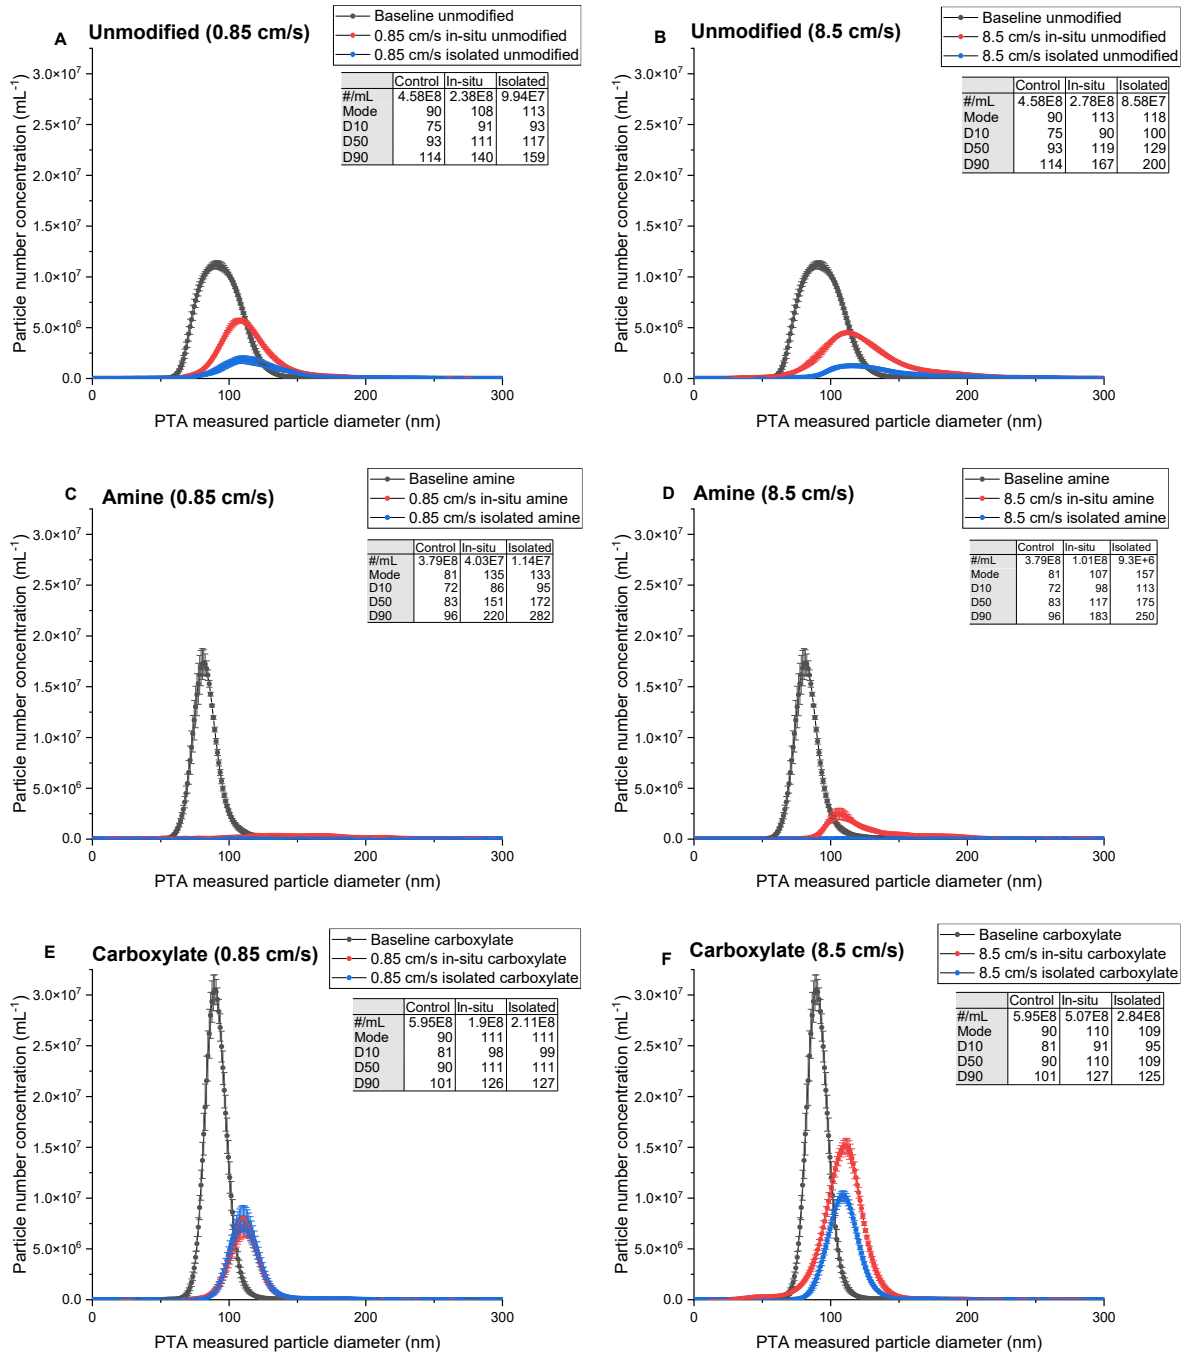 A Unmodified (0.85 cm/s)
Baseline unmodified
0.85 cm/s in-situ unmodified
0.85 cm/s isolated unmodified
Control In-situ Isolated
#/mL 4.58E8 2.38E8 9.94E7
Mode 90 108 113
D10 75 91 93
D50 93 111 117
D90 114 140 159
Particle number concentration (mL⁻¹)
3.0×10⁷
2.5×10⁷
2.0×10⁷
1.5×10⁷
1.0×10⁷
5.0×10⁶
0.0
0 100 200 300
PTA measured particle diameter (nm)
B Unmodified (8.5 cm/s)
Baseline unmodified
8.5 cm/s in-situ unmodified
8.5 cm/s isolated unmodified
Control In-situ Isolated
#/mL 4.58E8 2.78E8 8.58E7
Mode 90 113 118
D10 75 90 100
D50 93 119 129
D90 114 167 200
Particle number concentration (mL⁻¹)
3.0×10⁷
2.5×10⁷
2.0×10⁷
1.5×10⁷
1.0×10⁷
5.0×10⁶
0.0
0 100 200 300
PTA measured particle diameter (nm)
C Amine (0.85 cm/s)
Baseline amine
0.85 cm/s in-situ amine
0.85 cm/s isolated amine
Control In-situ Isolated
#/mL 3.79E8 4.03E7 1.14E7
Mode 81 135 133
D10 72 86 95
D50 83 151 172
D90 96 220 282
Particle number concentration (mL⁻¹)
3.0×10⁷
2.5×10⁷
2.0×10⁷
1.5×10⁷
1.0×10⁷
5.0×10⁶
0.0
0 100 200 300
PTA measured particle diameter (nm)
D Amine (8.5 cm/s)
Baseline amine
8.5 cm/s in-situ amine
8.5 cm/s isolated amine
Control In-situ Isolated
#/mL 3.79E8 1.01E8 9.3E+6
Mode 81 107 157
D10 72 98 113
D50 83 117 175
D90 96 183 250
Particle number concentration (mL⁻¹)
3.0×10⁷
2.5×10⁷
2.0×10⁷
1.5×10⁷
1.0×10⁷
5.0×10⁶
0.0
0 100 200 300
PTA measured particle diameter (nm)
E Carboxylate (0.85 cm/s)
Baseline carboxylate
0.85 cm/s in-situ carboxylate
0.85 cm/s isolated carboxylate
Control In-situ Isolated
#/mL 5.95E8 1.9E8 2.11E8
Mode 90 111 111
D10 81 98 99
D50 90 111 111
D90 101 126 127
Particle number concentration (mL⁻¹)
3.0×10⁷
2.5×10⁷
2.0×10⁷
1.5×10⁷
1.0×10⁷
5.0×10⁶
0.0
0 100 200 300
PTA measured particle diameter (nm)
F Carboxylate (8.5 cm/s)
Baseline carboxylate
8.5 cm/s in-situ carboxylate
8.5 cm/s isolated carboxylate
Control In-situ Isolated
#/mL 5.95E8 5.07E8 2.84E8
Mode 90 110 109
D10 81 91 95
D50 90 110 109
D90 101 127 125
Particle number concentration (mL⁻¹)
3.0×10⁷
2.5×10⁷
2.0×10⁷
1.5×10⁷
1.0×10⁷
5.0×10⁶
0.0
0 100 200 300
PTA measured particle diameter (nm)